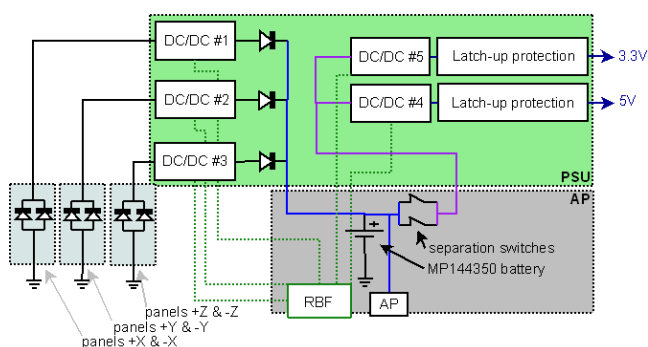 DC/DC #1
DC/DC #5
Latch-up protection
3.3V
DC/DC #2
DC/DC #4
Latch-up protection
5V
DC/DC #3
PSU
AP
+
separation switches
MP144350 battery
RBF
AP
panels +Z & -Z
panels +Y & -Y
panels +X & -X